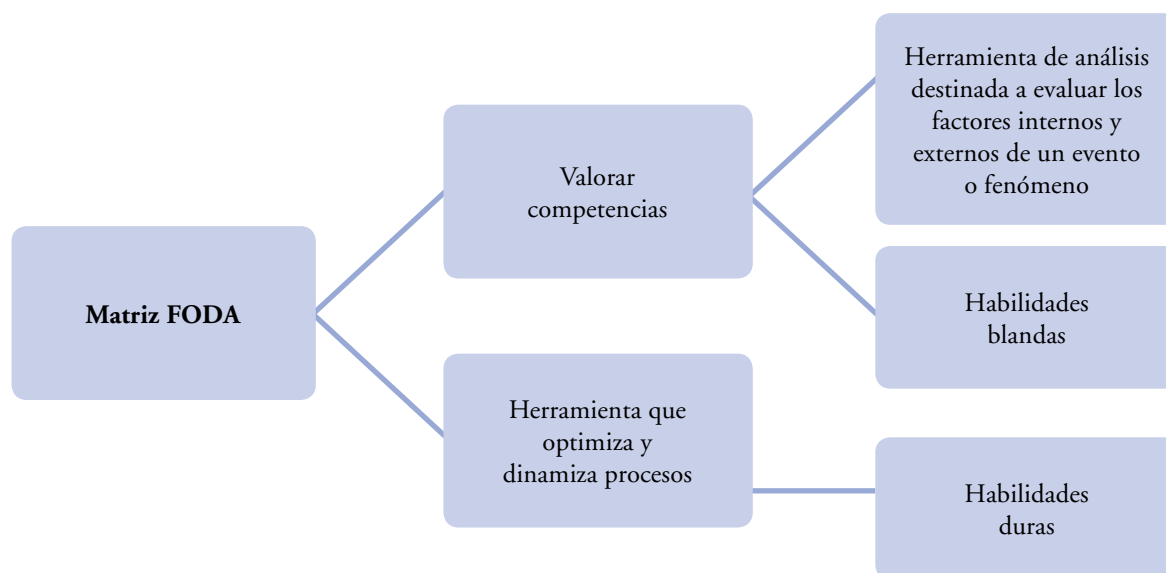 Matriz FODA
Valorar
competencias
Herramienta que
optimiza y
dinamiza procesos
Herramienta de análisis
destinada a evaluar los
factores internos y
externos de un evento
o fenómeno
Habilidades
blandas
Habilidades
duras